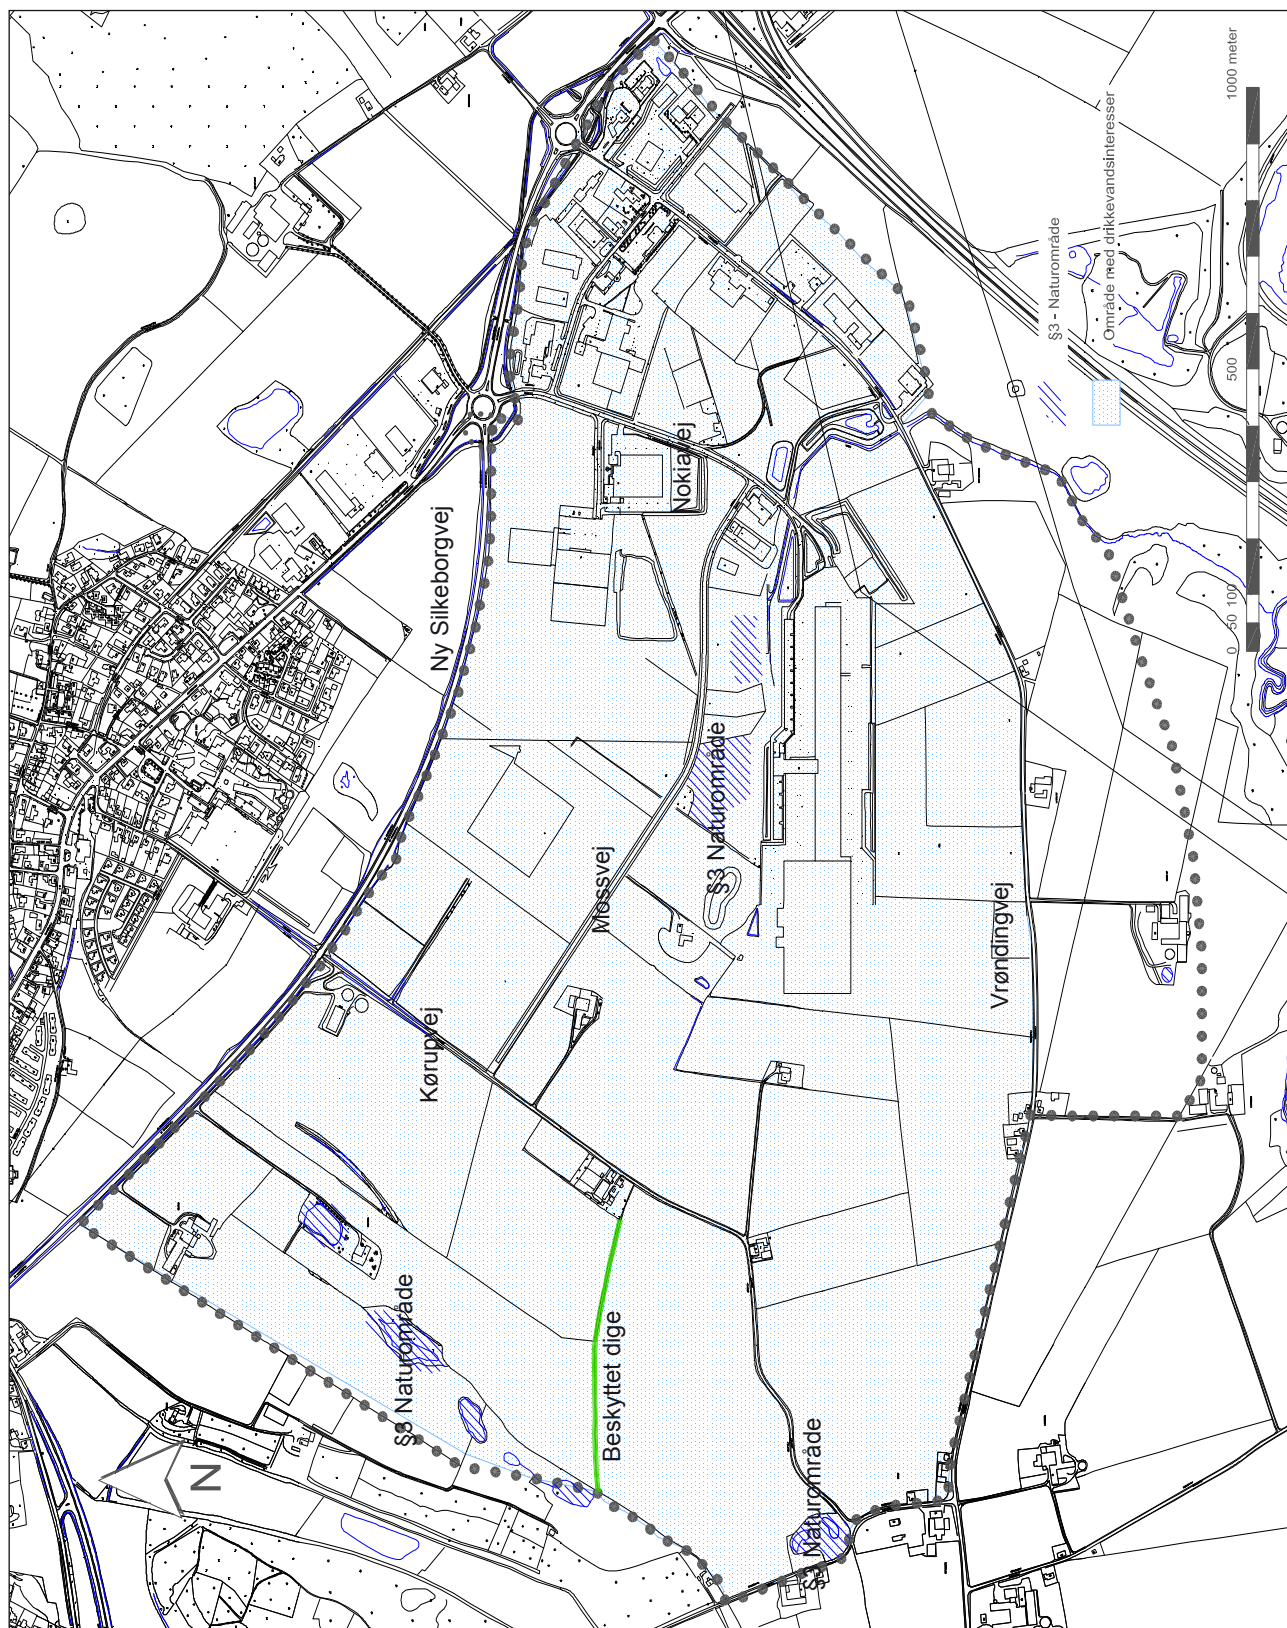 Ny Silkeborgvej
Nokiavej
Mossvej
§3 Naturområde
Kørupvej
Vrøndingvej
§3 Naturområde
Beskyttet dige
§3 Naturområde
N
§3 - Naturområde
Område med drikkevandsinteresser
0 50 100 500 1000 meter